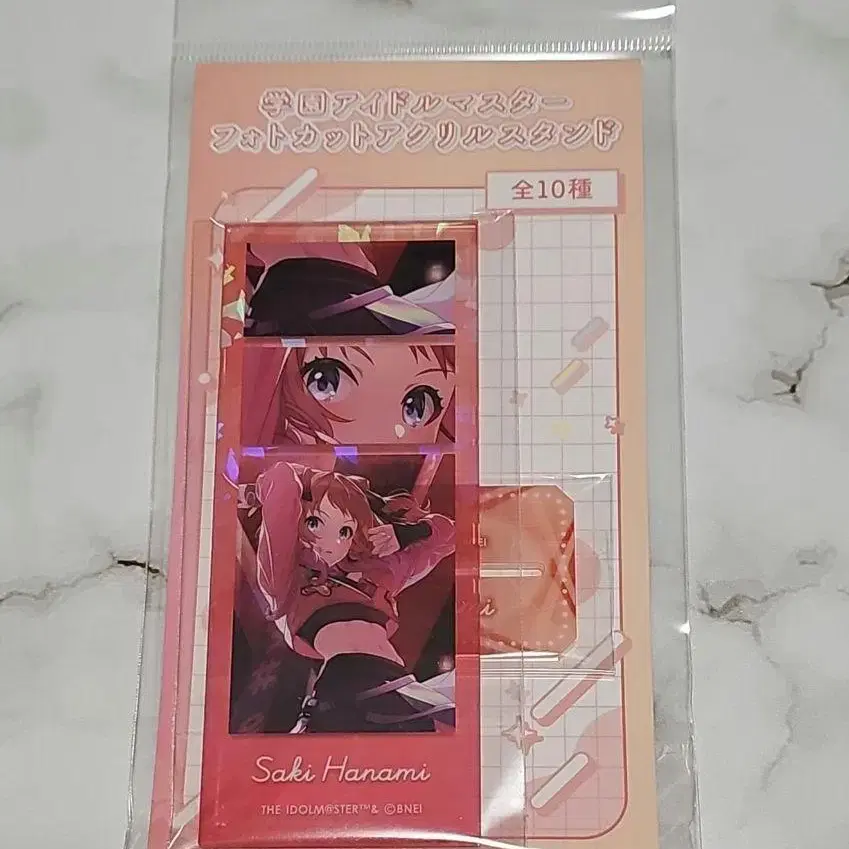 学園アイドルマスター
フォトカットアクリルスタンド
全10種
Saki Hanami
THE IDOLM@STER™& ©BNEI